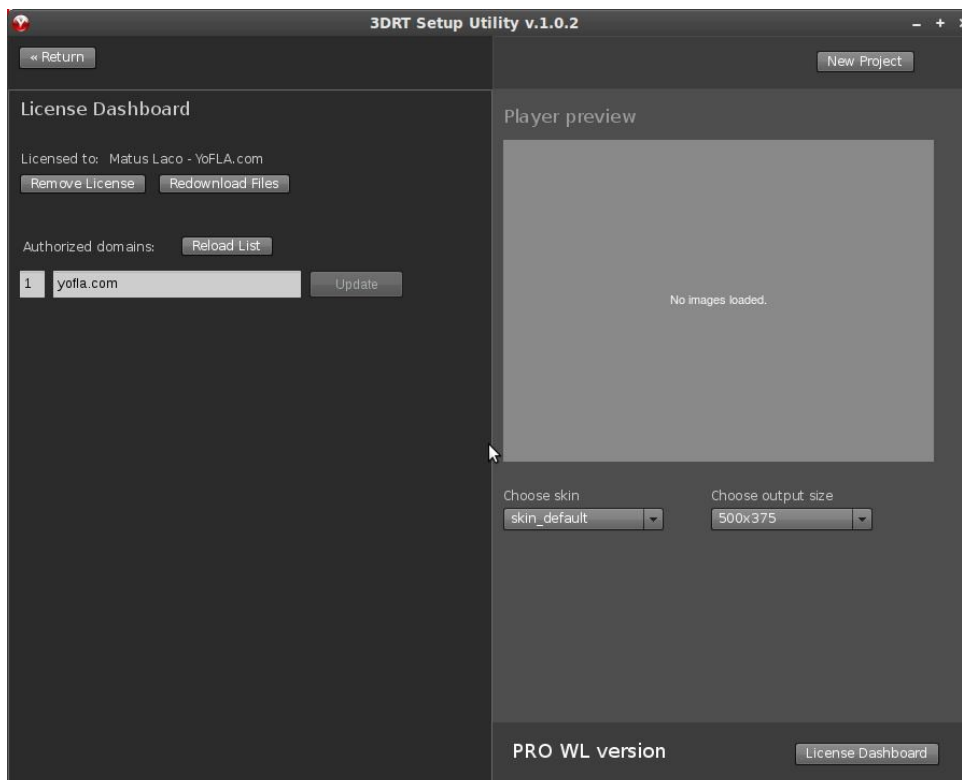 3DRT Setup Utility v.1.0.2
« Return
New Project
License Dashboard
Licensed to: Matus Laco - YoFLA.com
Remove License Redownload Files
Authorized domains: Reload List
1 yofla.com Update
Player preview
No images loaded.
Choose skin Choose output size
skin_default 500x375
PRO WL version License Dashboard